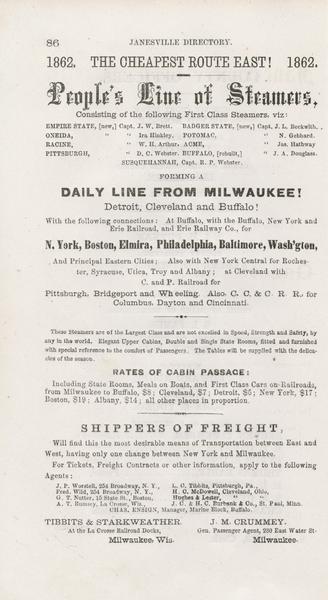 86 JANESVILLE DIRECTORY.
1862. THE CHEAPEST ROUTE EAST! 1862.
People's Line of Steamers,
Consisting of the following First Class Steamers, viz:
EMPIRE STATE, [new,] Capt. J. W. Brett. BADGER STATE, [new,] Capt. J. L. Beckwith,
ONEIDA, " Ira Hinkley. POTOMAC, " N. Gebhard.
RACINE, " W. H. Arthur. ACME, " Jas. Hathway
PITTSBURGH, " D. C. Webster. BUFFALO, [rebuilt,] " J. A. Douglass.
SUSQUEHANNAH, Capt. R. P. Webster.
FORMING A
DAILY LINE FROM MILWAUKEE!
Detroit, Cleveland and Buffalo!
With the following connections: At Buffalo, with the Buffalo, New York and
Erie Railroad, and Erie Railway Co., for
N. York, Boston, Elmira, Philadelphia, Baltimore, Wash'gton,
And Principal Eastern Cities; Also with New York Central for Roches-
ter, Syracuse, Utica, Troy and Albany; at Cleveland with
C. and P. Railroad for
Pittsburgh, Bridgeport and Wheeling. Also C. C. & C. R. R. for
Columbus, Dayton and Cincinnati.
These Steamers are of the Largest Class and are not excelled in Speed, Strength and Safety, by
any in the world. Elegant Upper Cabins, Double and Single State Rooms, fitted and furnished
with special reference to the comfort of Passengers. The Tables will be supplied with the delica-
cies of the season.
RATES OF CABIN PASSAGE:
Including State Rooms, Meals on Boats, and First Class Cars on Railroads,
from Milwaukee to Buffalo, $8; Cleveland, $7; Detroit, $5; New York, $17;
Boston, $19; Albany, $14; all other places in proportion.
SHIPPERS OF FREIGHT,
Will find this the most desirable means of Transportation between East and
West, having only one change between New York and Milwaukee.
For Tickets, Freight Contracts or other information, apply to the following
Agents:
J. P. Worstell, 254 Broadway, N. Y., L. C. Tibbits, Pittsburg, Pa.,
Fred. Wild, 254 Broadway, N. Y., H. C. McDowell, Cleveland, Ohio,
G. T. Nutter, 15 State St., Boston, Hughes & Lester, " "
A. T. Rumsey, La Crosse, Wis., J. C. & H. C. Burbank & Co., St. Paul, Minn.
CHAS. ENSIGN, Manager, Marine Block, Buffalo.
TIBBITS & STARKWEATHER, J. M. CRUMMEY.
At the La Crosse Railroad Docks, Gen. Passenger Agent, 230 East Water St-
Milwaukee, Wis. Milwaukee.